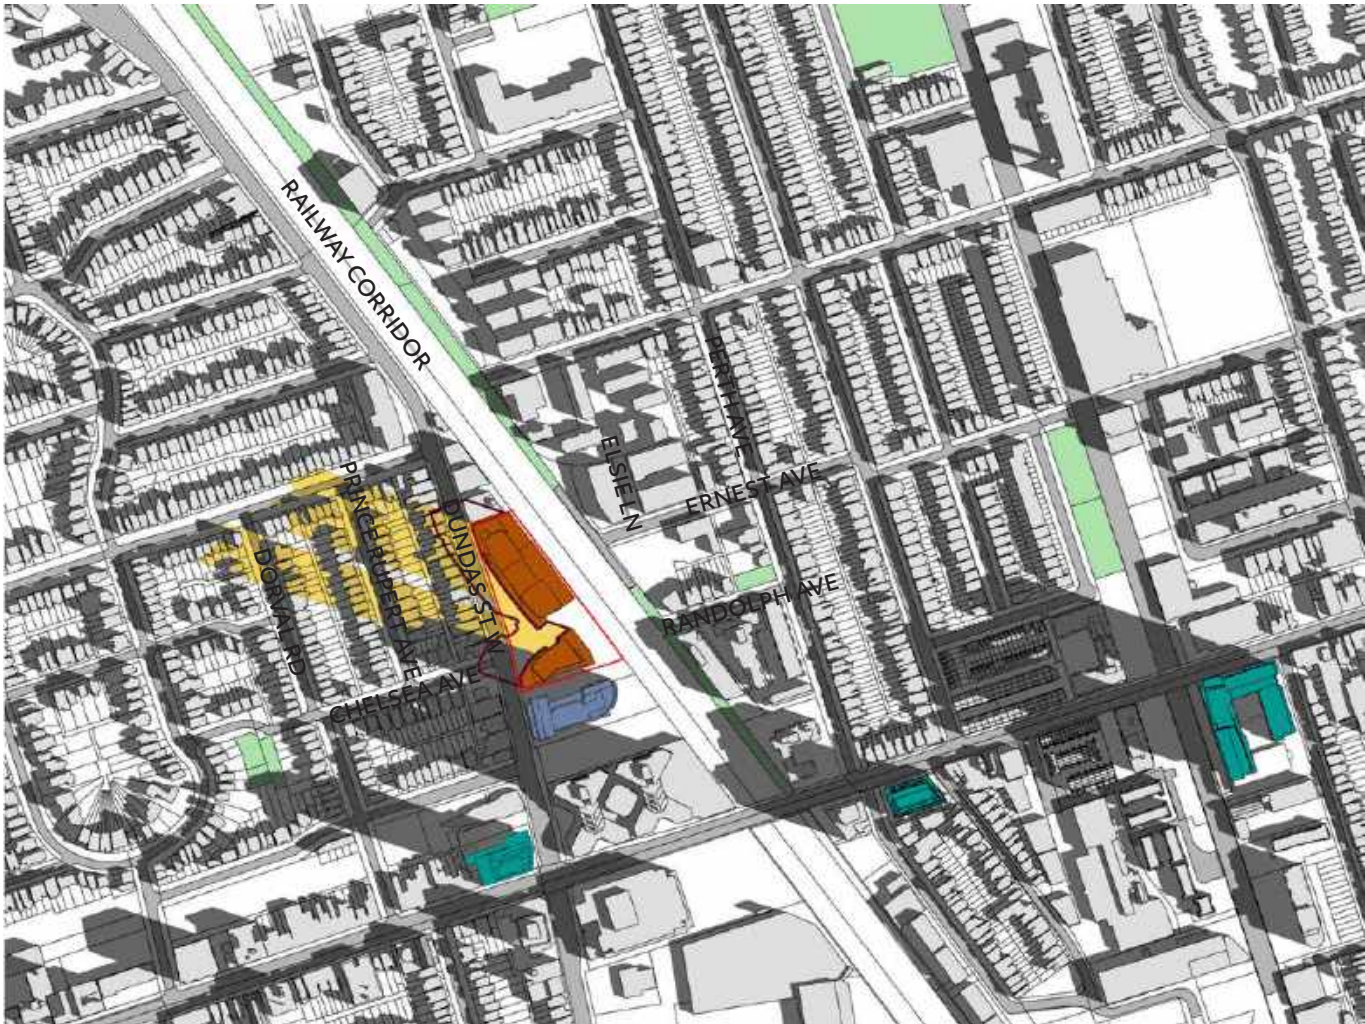 RAILWAY CORRIDOR
PERTH AVE
ELSIE LN
ERNEST AVE
PRINCE RUPERT AVE
DUNDAS ST W
DORVAL RD
RANDOLPH AVE
CHELSEA AVE